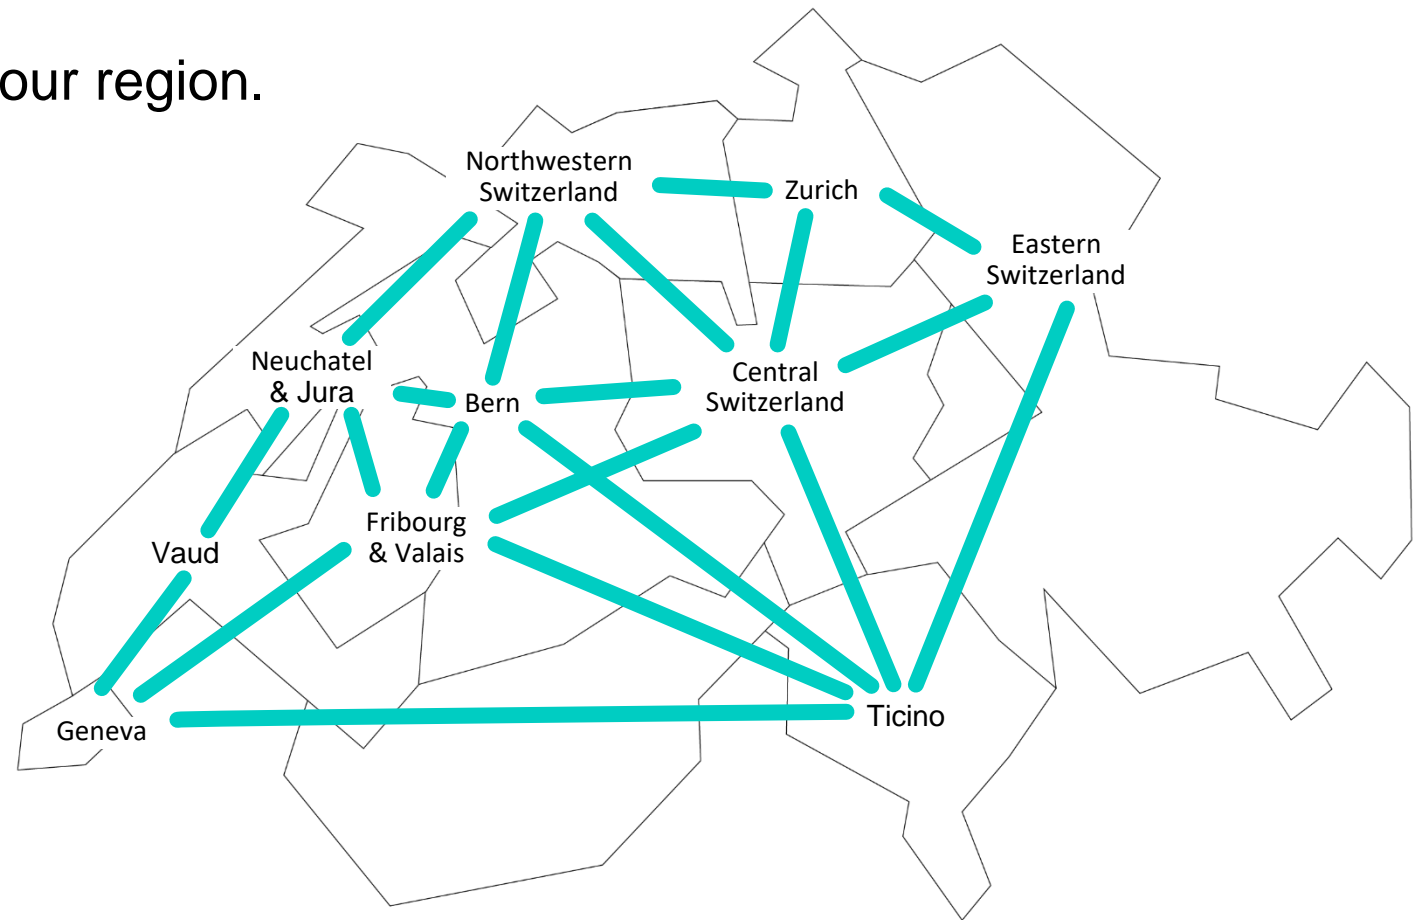 our region.
Northwestern
Switzerland
Zurich
Eastern
Switzerland
Neuchatel
& Jura
Bern
Central
Switzerland
Fribourg
& Valais
Vaud
Geneva
Ticino